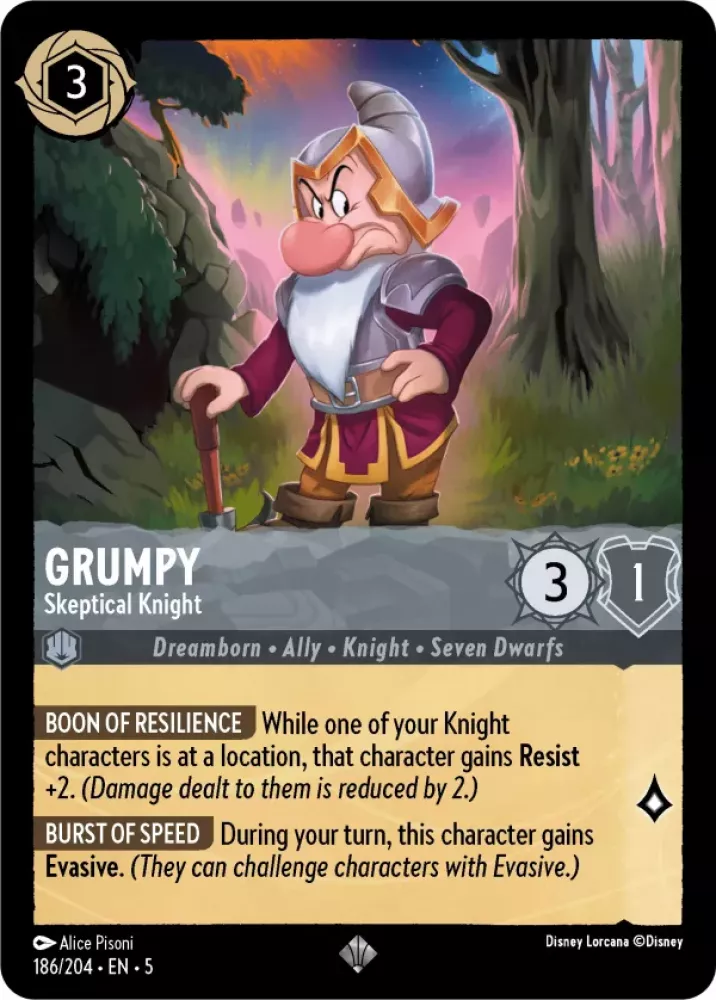 3
GRUMPY
Skeptical Knight
3
1
Dreamborn • Ally • Knight • Seven Dwarfs
BOON OF RESILIENCE While one of your Knight
characters is at a location, that character gains Resist
+2. (Damage dealt to them is reduced by 2.)
BURST OF SPEED During your turn, this character gains
Evasive. (They can challenge characters with Evasive.)
Alice Pisoni
186/204 • EN • 5
Disney Lorcana ©Disney